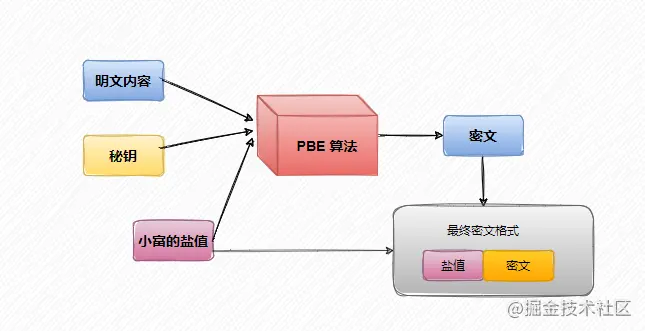 明文内容
秘钥
小富的盐值
PBE 算法
密文
最终密文格式
盐值
密文
@掘金技术社区